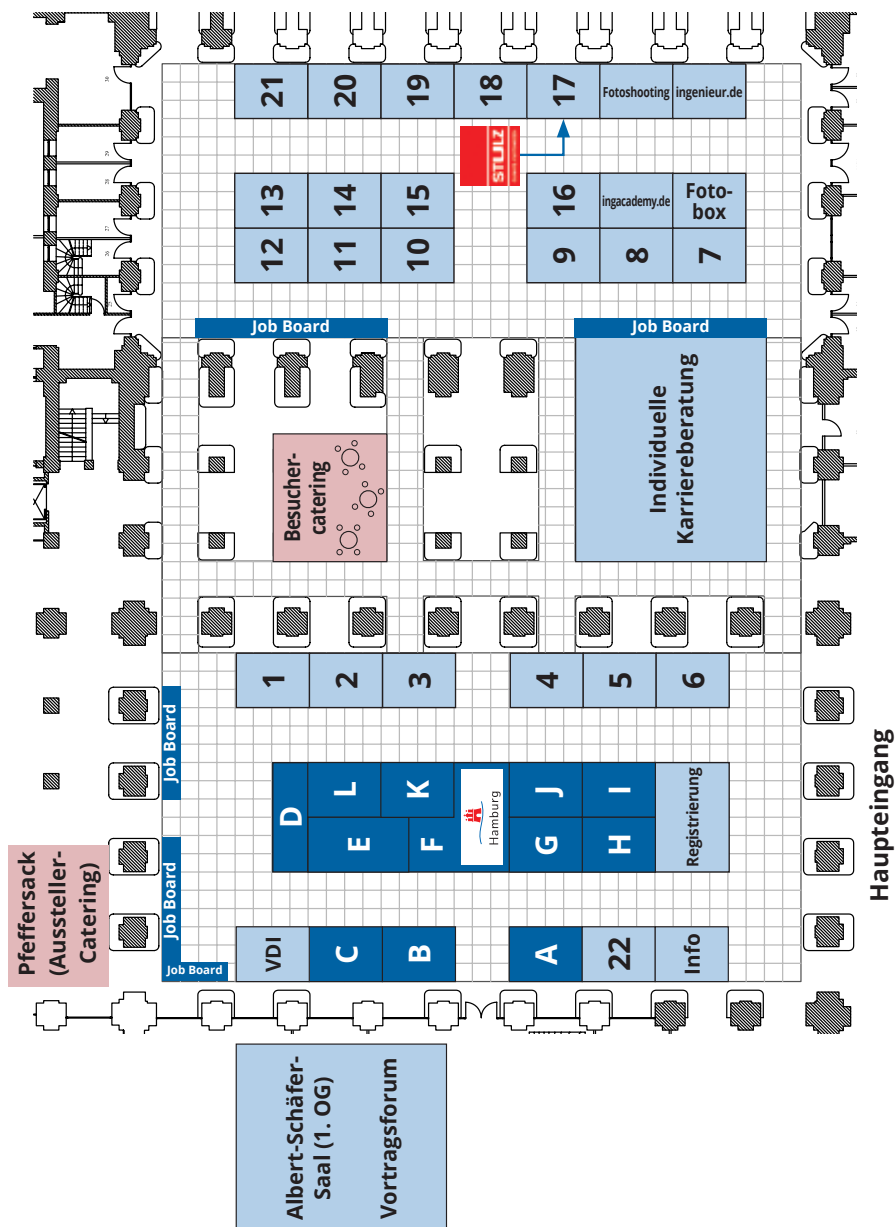 21
20
19
18
17
Fotoshooting
ingenieur.de
STULZ
13
14
15
16
ingacademy.de
Foto-
box
12
11
10
9
8
7
Job Board
Job Board
Besucher-
catering
Individuelle
Karriereberatung
1
2
3
4
5
6
Job Board
Job Board
Job Board
D
L
K
E
F
Hamburg
J
I
G
H
Registrierung
Pfeffersack
(Aussteller-
Catering)
VDI
C
B
A
22
Info
Haupteingang
Albert-Schäfer-
Saal (1. OG)
Vortragsforum